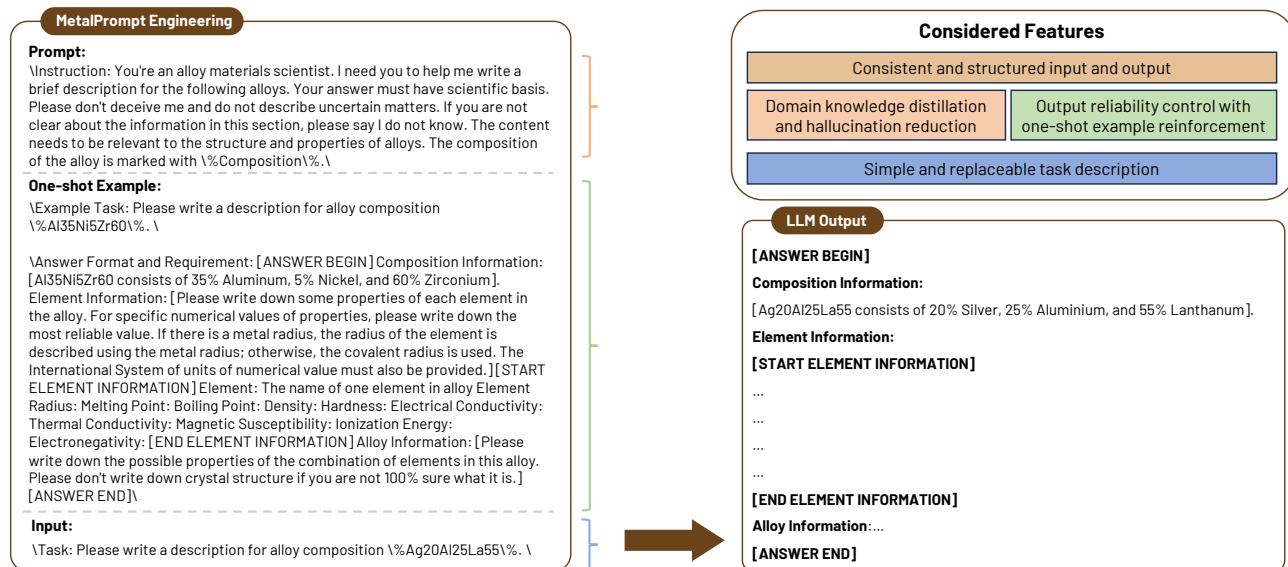 MetalPrompt Engineering
Prompt:
\Instruction: You're an alloy materials scientist. I need you to help me write a
brief description for the following alloys. Your answer must have scientific basis.
Please don't deceive me and do not describe uncertain matters. If you are not
clear about the information in this section, please say I do not know. The content
needs to be relevant to the structure and properties of alloys. The composition
of the alloy is marked with \%Composition\%.\
One-shot Example:
\Example Task: Please write a description for alloy composition
\%Al35Ni5Zr60\%. \
\Answer Format and Requirement: [ANSWER BEGIN] Composition Information:
[Al35Ni5Zr60 consists of 35% Aluminum, 5% Nickel, and 60% Zirconium].
Element Information: [Please write down some properties of each element in
the alloy. For specific numerical values of properties, please write down the
most reliable value. If there is a metal radius, the radius of the element is
described using the metal radius; otherwise, the covalent radius is used. The
International System of units of numerical value must also be provided.] [START
ELEMENT INFORMATION] Element: The name of one element in alloy Element
Radius: Melting Point: Boiling Point: Density: Hardness: Electrical Conductivity:
Thermal Conductivity: Magnetic Susceptibility: Ionization Energy:
Electronegativity: [END ELEMENT INFORMATION] Alloy Information: [Please
write down the possible properties of the combination of elements in this alloy.
Please don't write down crystal structure if you are not 100% sure what it is.]
[ANSWER END]\
Input:
\Task: Please write a description for alloy composition \%Ag20Al25La55\%. \
Considered Features
Consistent and structured input and output
Domain knowledge distillation
and hallucination reduction
Output reliability control with
one-shot example reinforcement
Simple and replaceable task description
LLM Output
[ANSWER BEGIN]
Composition Information:
[Ag20Al25La55 consists of 20% Silver, 25% Aluminium, and 55% Lanthanum].
Element Information:
[START ELEMENT INFORMATION]
...
...
...
...
[END ELEMENT INFORMATION]
Alloy Information:...
[ANSWER END]